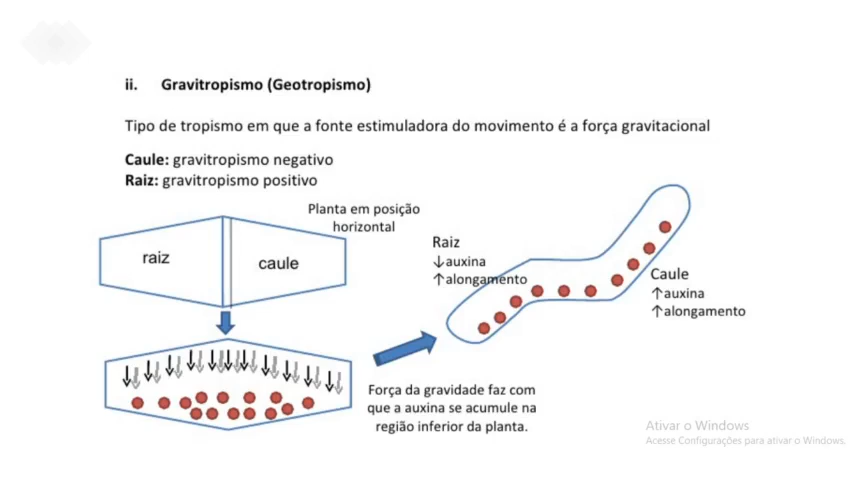 ii. Gravitropismo (Geotropismo)
Tipo de tropismo em que a fonte estimuladora do movimento é a força gravitacional
Caule: gravitropismo negativo
Raiz: gravitropismo positivo
Planta em posição
horizontal
raiz
caule
Raiz
↓auxina
↑alongamento
Caule
↑auxina
↑alongamento
Força da gravidade faz com
que a auxina se acumule na
região inferior da planta.
Ativar o Windows
Acesse Configurações para ativar o Windows.